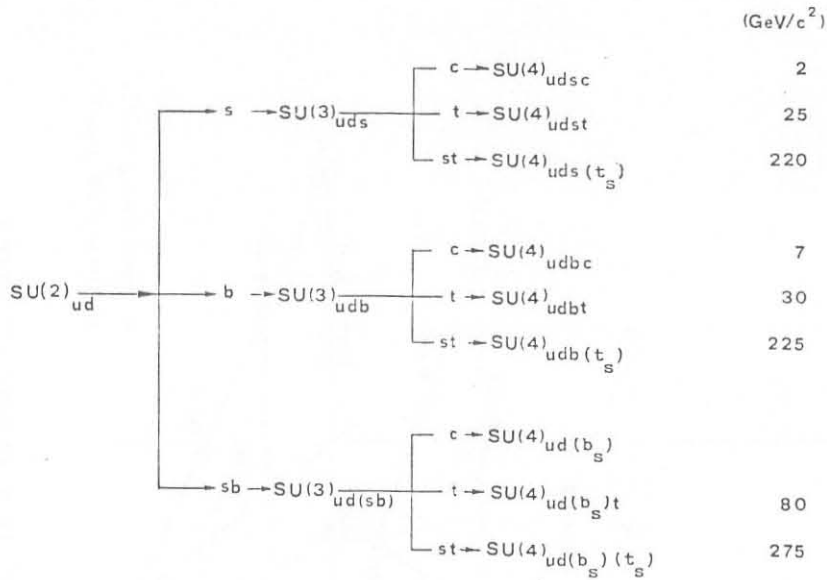 (GeV/c²)
c → SU(4)udsc 2
s → SU(3)uds t → SU(4)udst 25
st → SU(4)uds(ts) 220
c → SU(4)udbc 7
SU(2)ud → b → SU(3)udb t → SU(4)udbt 30
st → SU(4)udb(ts) 225
c → SU(4)ud(bs)
sb → SU(3)ud(sb) t → SU(4)ud(bs)t 80
st → SU(4)ud(bs)(ts) 275